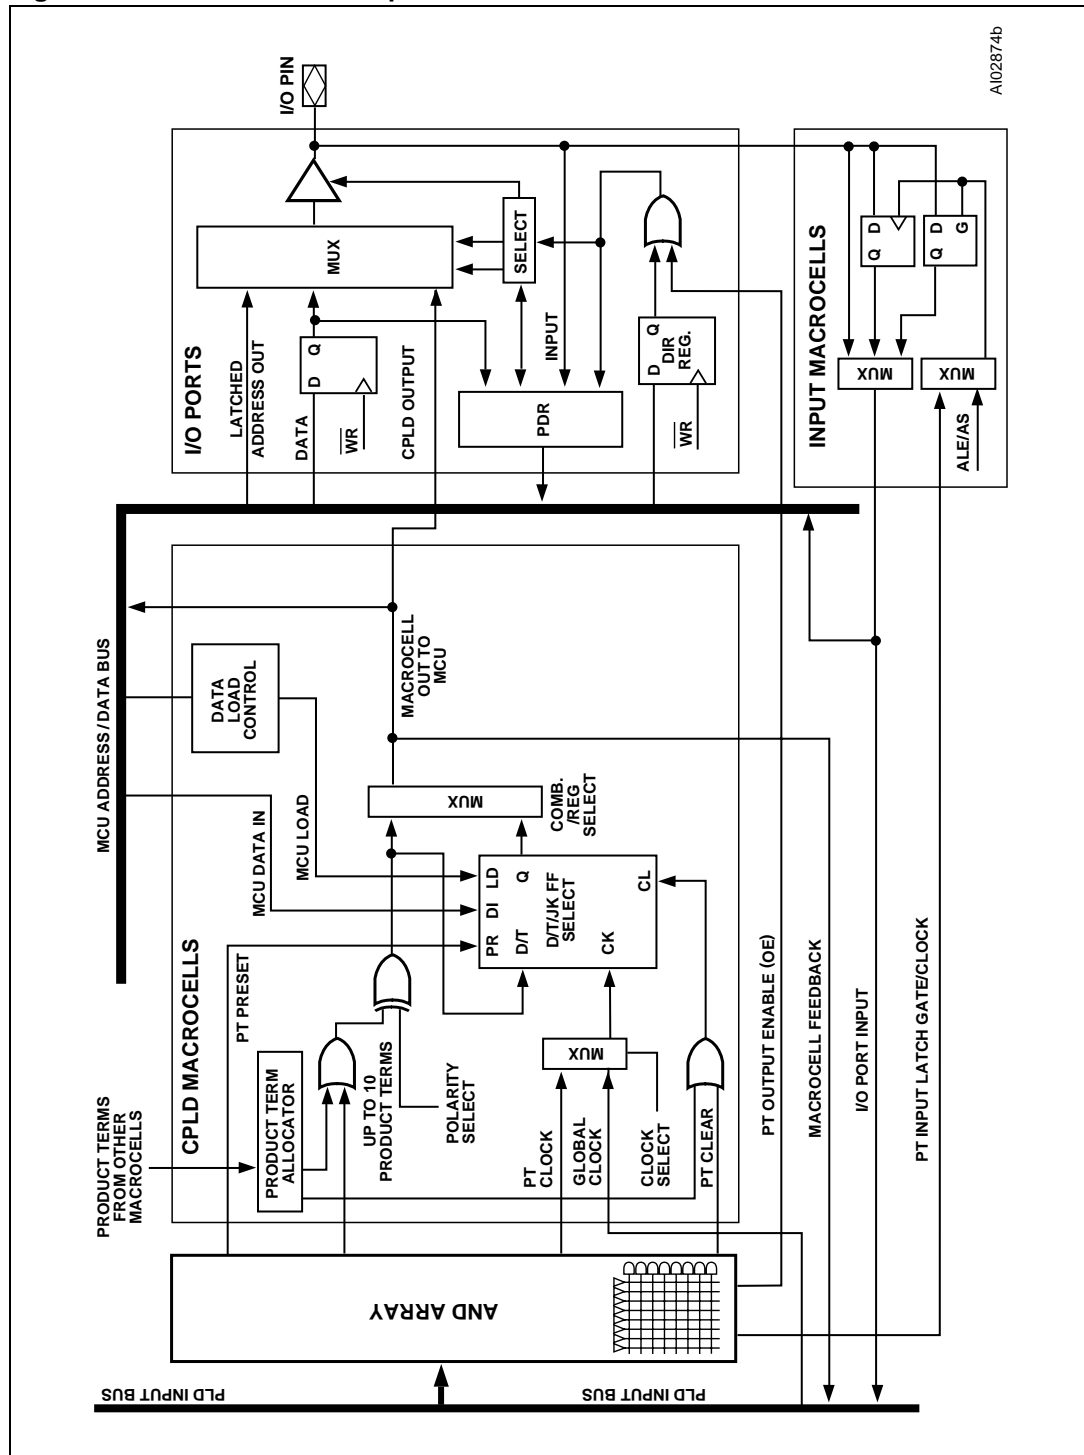 AI02874b
I/O PIN
I/O PORTS
LATCHED
ADDRESS OUT
DATA
WR
D Q
CPLD OUTPUT
MUX
SELECT
INPUT
PDR
WR
D Q
DIR
REG.
INPUT MACROCELLS
Q D
Q D
G
MUX
MUX
ALE/AS
MCU ADDRESS / DATA BUS
CPLD MACROCELLS
DATA
LOAD
CONTROL
MACROCELL
OUT TO
MCU
MCU DATA IN
MCU LOAD
PT PRESET
MUX
COMB.
/REG
SELECT
PR DI LD
D/T Q
D/T/JK FF
SELECT
CK
CL
PRODUCT TERMS
FROM OTHER
MACROCELLS
PRODUCT TERM
ALLOCATOR
UP TO 10
PRODUCT TERMS
POLARITY
SELECT
PT
CLOCK
GLOBAL
CLOCK
MUX
CLOCK
SELECT
PT CLEAR
PT OUTPUT ENABLE (OE)
MACROCELL FEEDBACK
I/O PORT INPUT
PT INPUT LATCH GATE/CLOCK
AND ARRAY
PLD INPUT BUS
PLD INPUT BUS